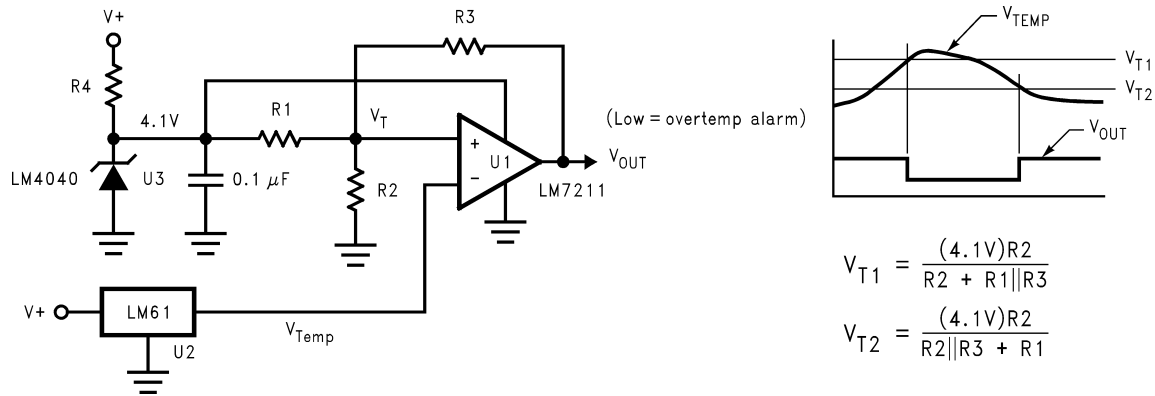 V+
R4
4.1V
R1
R3
V_T
LM4040
U3
0.1 μF
R2
+
−
U1
LM7211
(Low = overtemp alarm)
V_OUT
V+
LM61
U2
V_Temp
V_TEMP
V_T1
V_T2
V_OUT
V_T1 = (4.1V)R2 / R2 + R1||R3
V_T2 = (4.1V)R2 / R2||R3 + R1